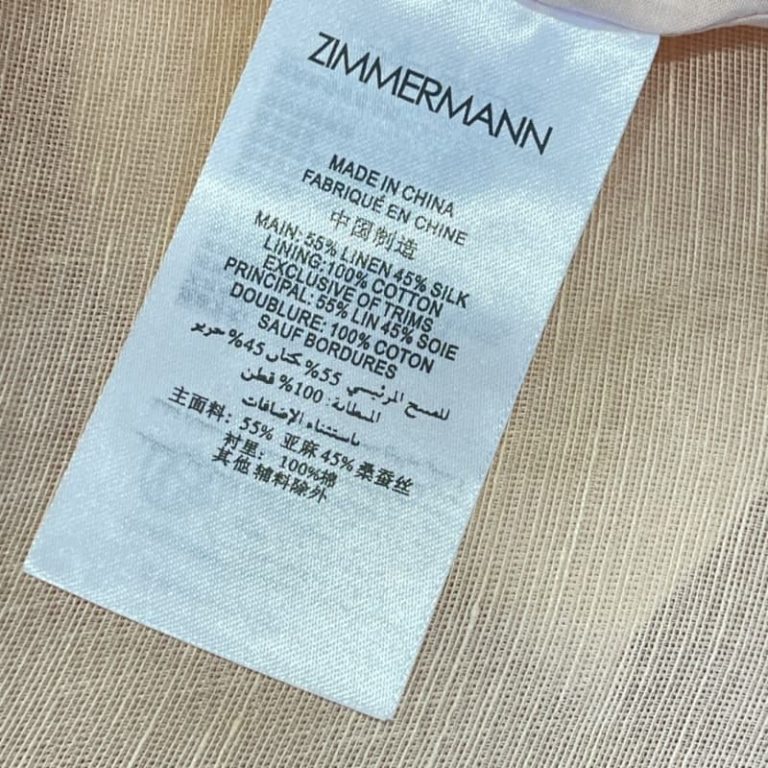 ZIMMERMANN
MADE IN CHINA
FABRIQUÉ EN CHINE
中国制造
MAIN: 55% LINEN 45% SILK
LINING:100% COTTON
EXCLUSIVE OF TRIMS
PRINCIPAL: 55% LIN 45% SOIE
DOUBLURE: 100% COTON
SAUF BORDURES
للمسح المرئيسي 55% كتان 45% حرير
المبطانة: 100% قطن
باستثناء الإضافات
主面料: 55% 亚麻 45% 桑蚕丝
衬里: 100%棉
其他辅料除外